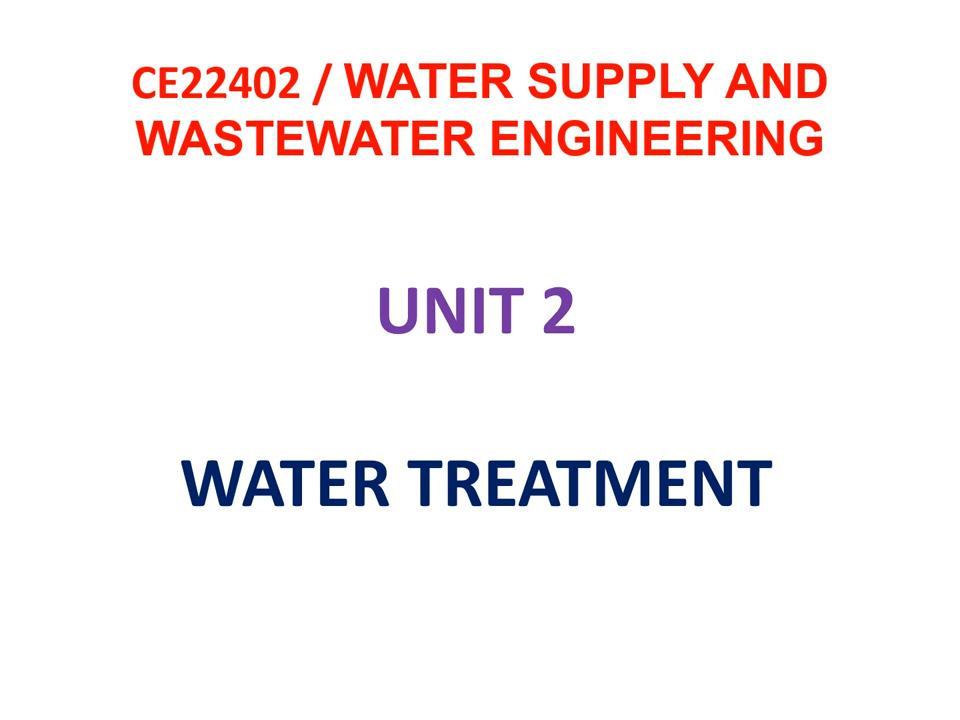 CE22402 / WATER SUPPLY AND
WASTEWATER ENGINEERING
UNIT 2
WATER TREATMENT